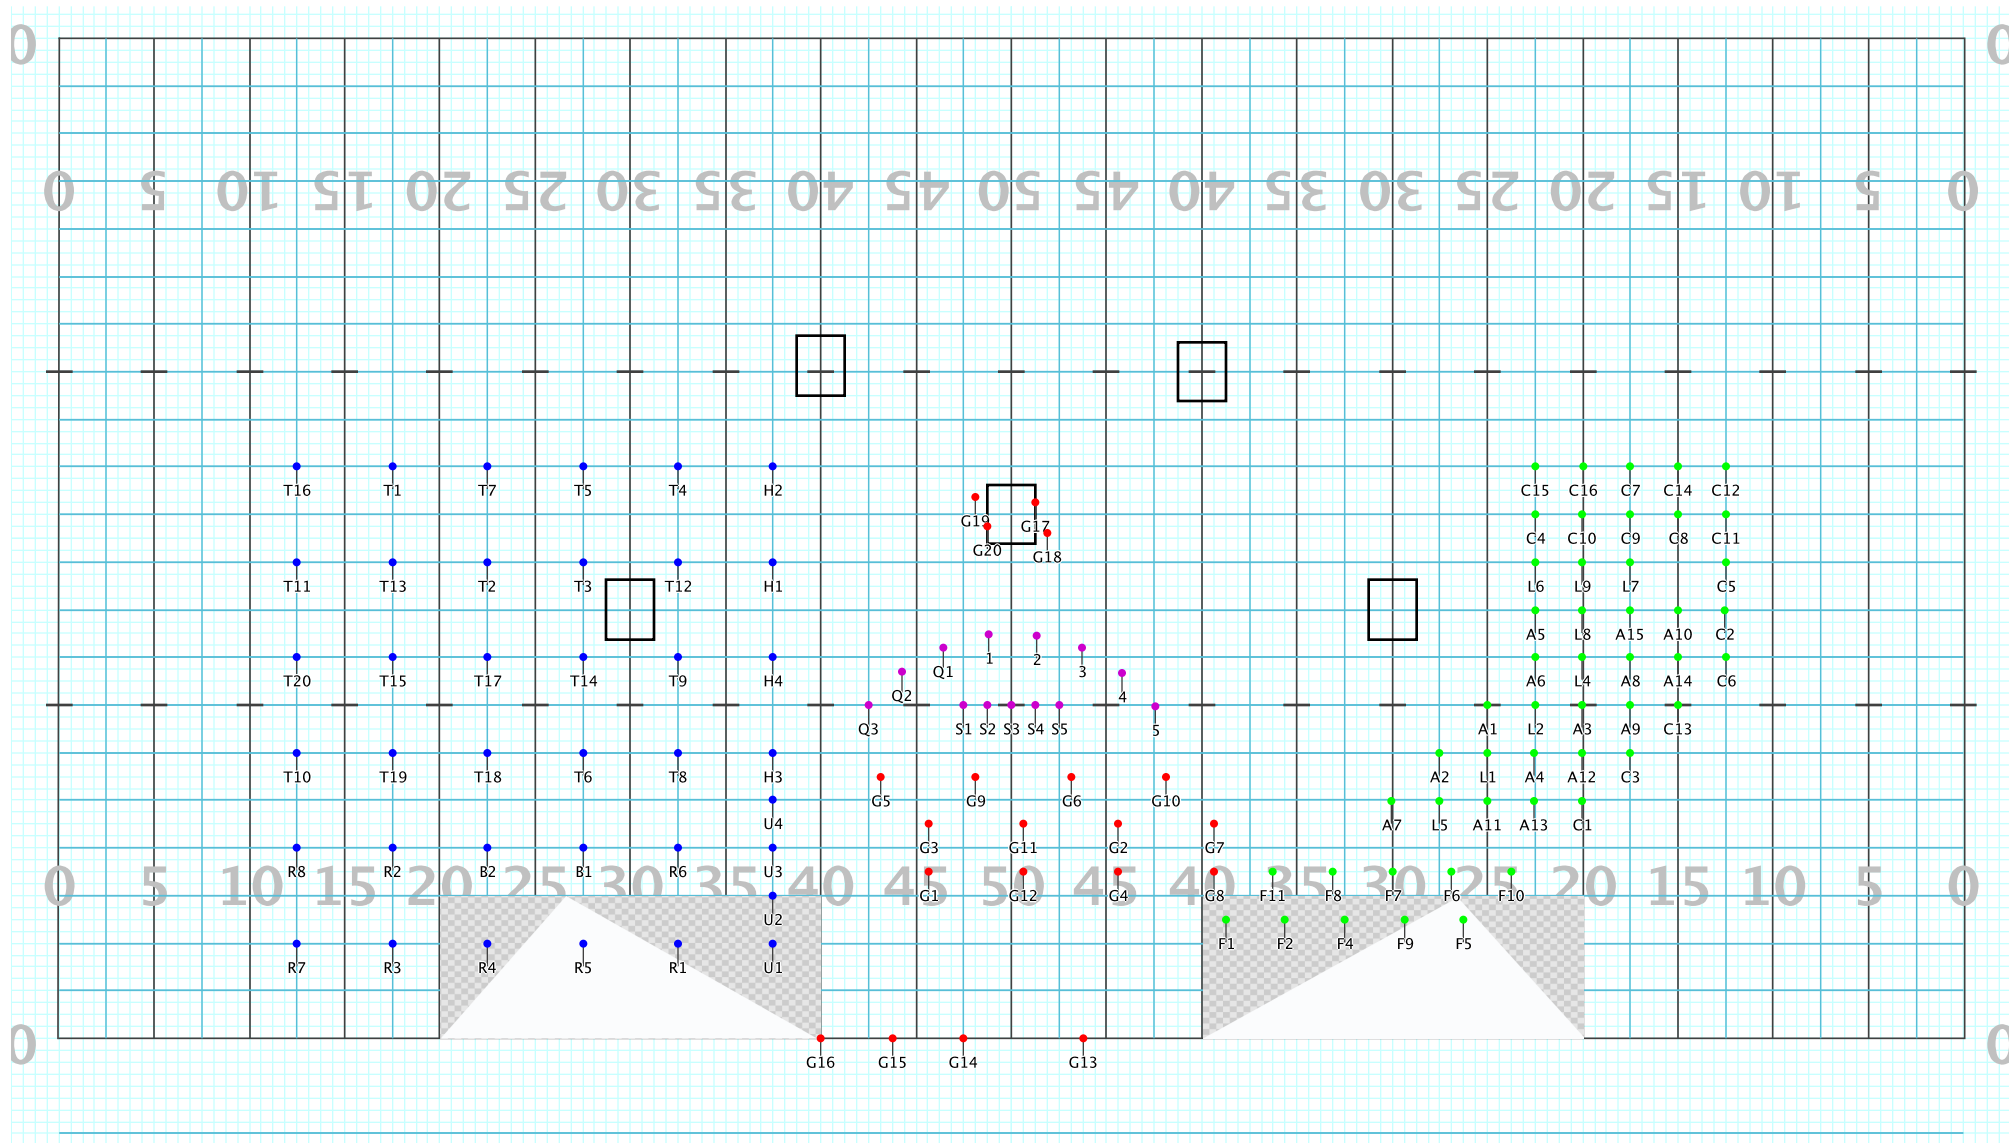 0 0
0 5 10 15 20 25 30 35 40 45 50 45 40 35 30 25 20 15 10 5 0
T16 T1 T7 T5 T4 H2 C15 C16 C7 C14 C12
G19 G17
C4 C10 C9 C8 C11
G20 G18
T11 T13 T2 T3 T12 H1 L6 L9 L7 C5
A5 L8 A15 A10 C2
1 2
Q1 3
T20 T15 T17 T14 T9 H4 A6 L4 A8 A14 C6
Q2 4
Q3 S1 S2 S3 S4 S5 5 A1 L2 A3 A9 C13
T10 T19 T18 T6 T8 H3 A2 L1 A4 A12 C3
G5 G9 G6 G10
U4 A7 L5 A11 A13 C1
G3 G11 G2 G7
R8 R2 B2 B1 R6 U3
0 5 10 15 20 25 30 35 40 45 50 45 40 35 30 25 20 15 10 5 0
G1 G12 G4 G8 F11 F8 F7 F6 F10
U2
F1 F2 F4 F9 F5
R7 R3 R4 R5 R1 U1
0 0
G16 G15 G14 G13